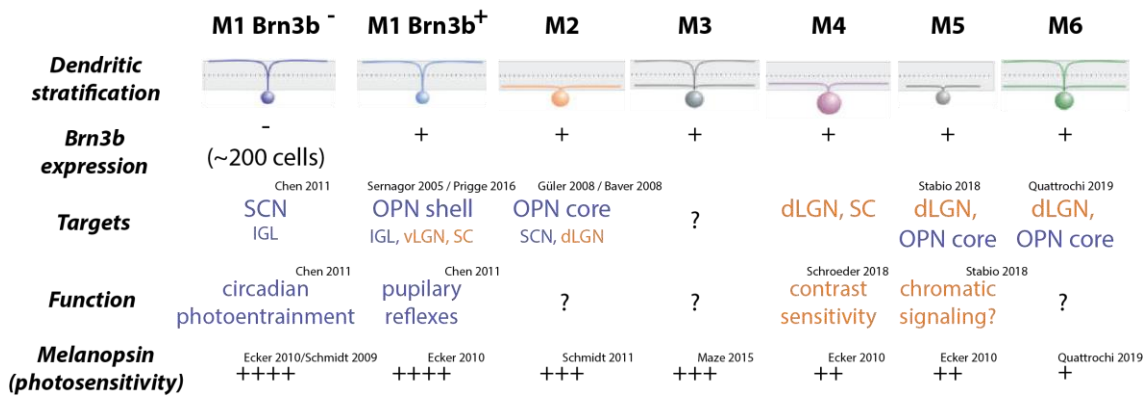 M1 Brn3b - M1 Brn3b+ M2 M3 M4 M5 M6
Dendritic
stratification
Brn3b
expression
- + + + + + +
(~200 cells)
Targets
Chen 2011 Sernagor 2005 / Prigge 2016 Güler 2008 / Baver 2008 Stabio 2018 Quattrochi 2019
SCN OPN shell OPN core ? dLGN, SC dLGN, dLGN,
IGL IGL, vLGN, SC SCN, dLGN OPN core OPN core
Function
Chen 2011 Chen 2011 Schroeder 2018 Stabio 2018
circadian pupilary ? ? contrast chromatic ?
photoentrainment reflexes sensitivity signaling?
Melanopsin
(photosensitivity)
Ecker 2010/Schmidt 2009 Ecker 2010 Schmidt 2011 Maze 2015 Ecker 2010 Ecker 2010 Quattrochi 2019
++++ ++++ +++ +++ ++ ++ +